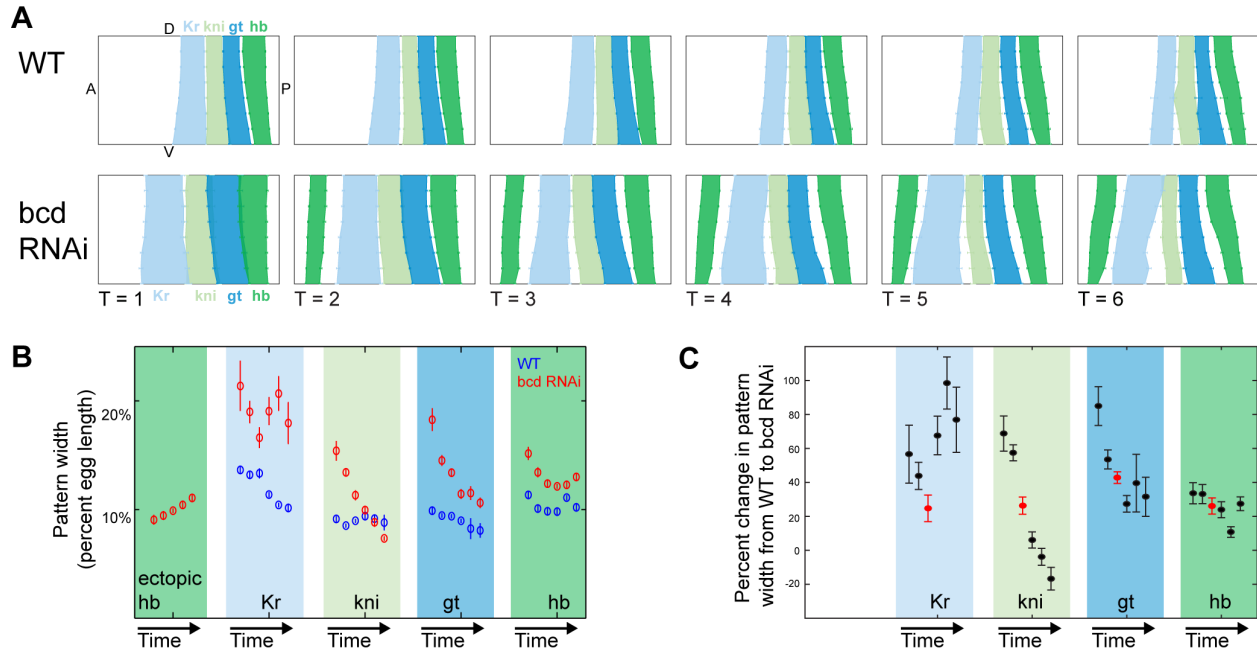 A
D Kr kni gt hb
WT
A P
V
bcd
RNAi
T = 1 Kr kni gt hb T = 2 T = 3 T = 4 T = 5 T = 6
B
Pattern width
(percent egg length)
20%
10%
WT
bcd RNAi
ectopic
hb Kr kni gt hb
Time Time Time Time Time
C
Percent change in pattern
width from WT to bcd RNAi
100
80
60
40
20
0
-20
Kr kni gt hb
Time Time Time Time